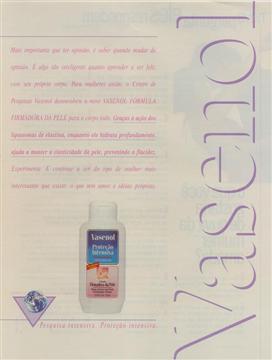 Mais importante que ter opinião, é saber quando mudar de
opinião. É algo tão inteligente quanto aprender a ser feliz
com seu próprio corpo. Para mulheres assim, o Centro de
Pesquisas Vasenol desenvolveu a nova VASENOL FÓRMULA
FIRMADORA DA PELE para o corpo todo. Graças à ação dos
lipossomas de elastina, enquanto ele hidrata profundamente,
ajuda a manter a elasticidade da pele, prevenindo a flacidez.
Experimente. E continue a ser do tipo de mulher mais
interessante que existe: o que tem amor a idéias próprias.
Vasenol
Vasenol
Proteção
Intensiva
Firmadora da Pele
Pesquisa intensiva. Proteção intensiva.